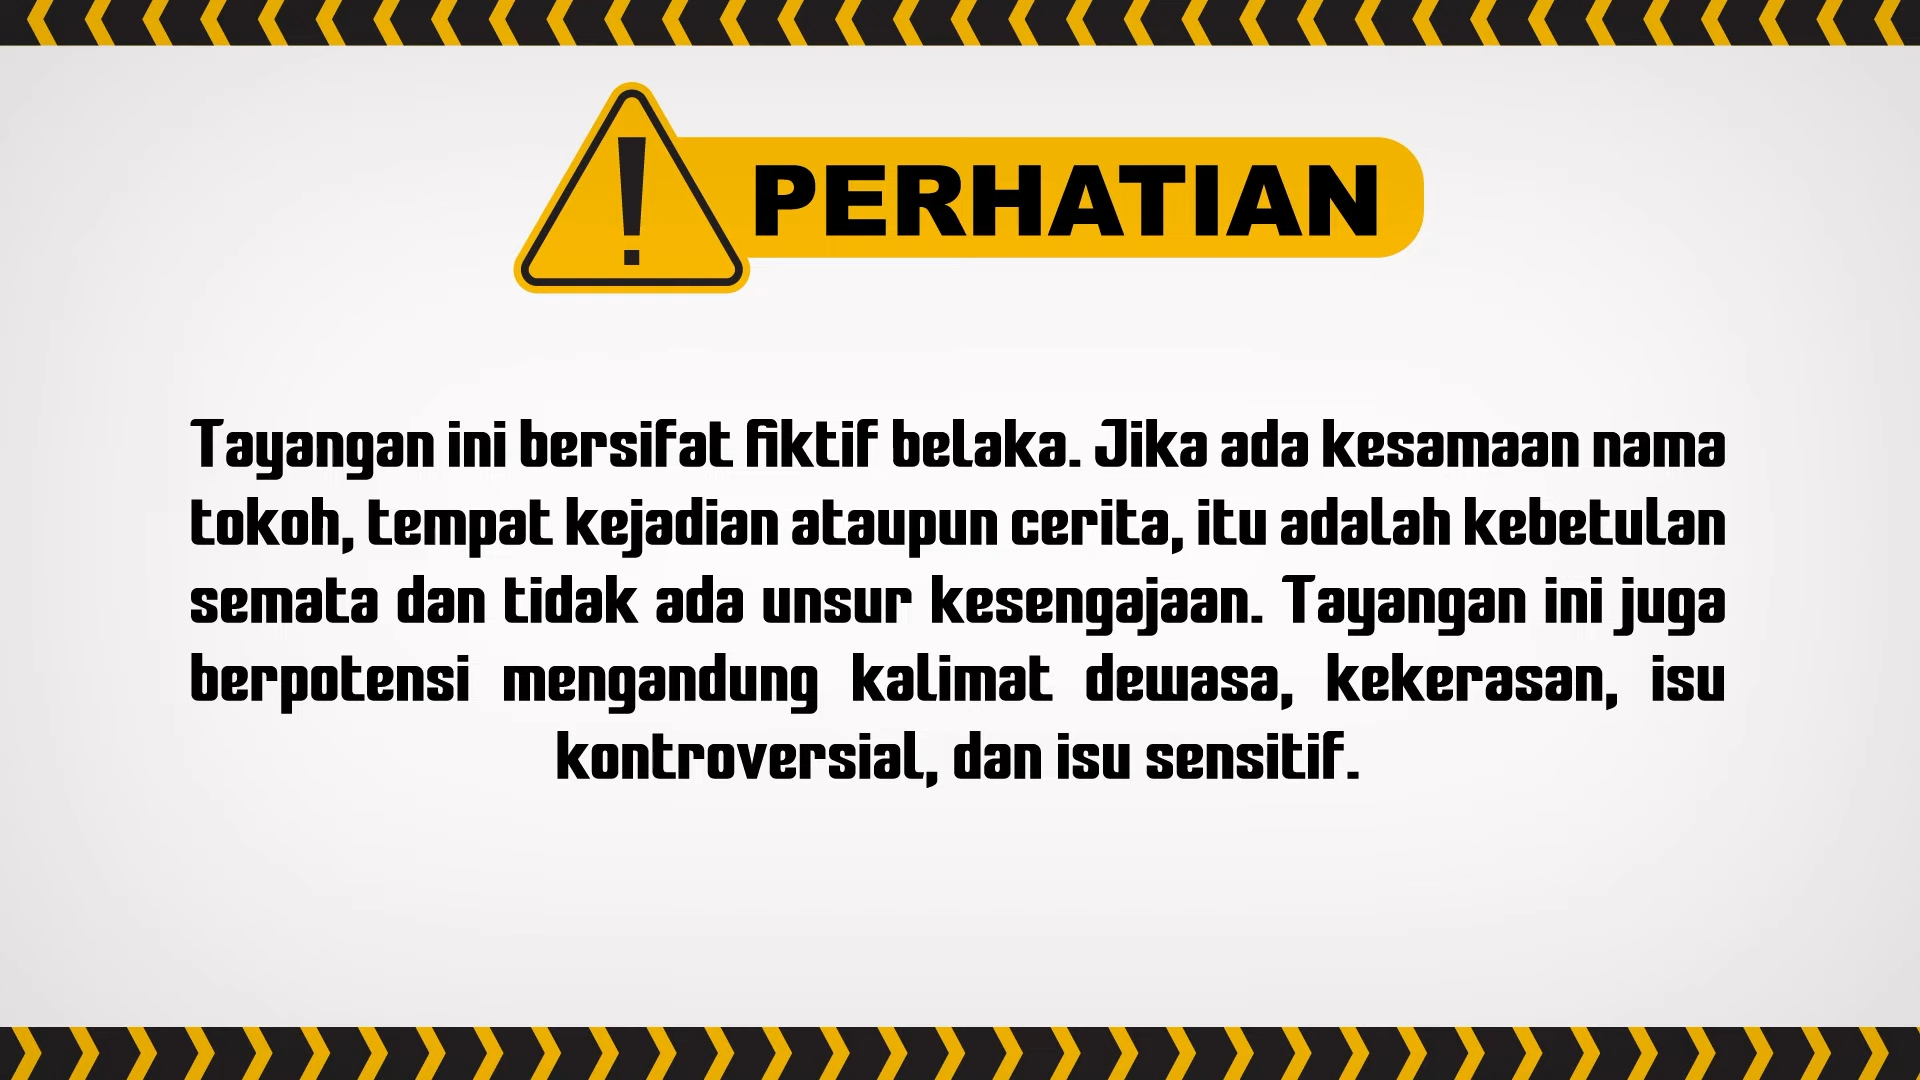 PERHATIAN
Tayangan ini bersifat fiktif belaka. Jika ada kesamaan nama
tokoh, tempat kejadian ataupun cerita, itu adalah kebetulan
semata dan tidak ada unsur kesengajaan. Tayangan ini juga
berpotensi mengandung kalimat dewasa, kekerasan, isu
kontroversial, dan isu sensitif.